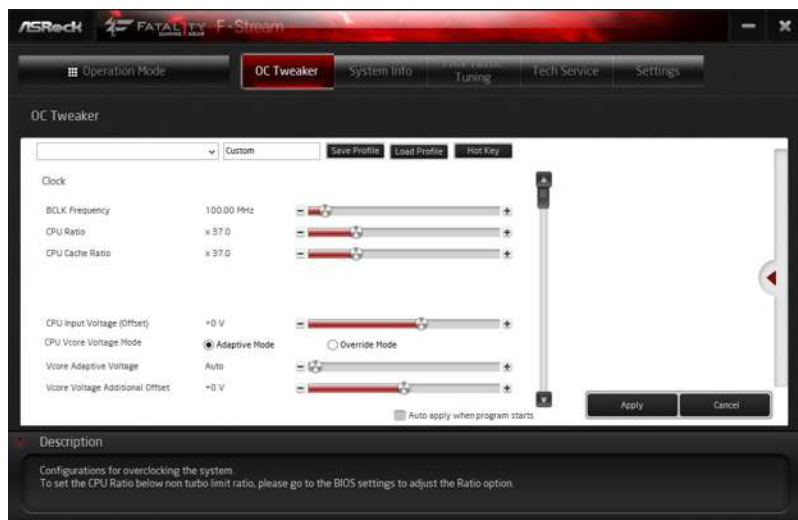 ASRock FATAL1TY GAMING GEAR F-Stream
Operation Mode OC Tweaker System Info Tuning Tech Service Settings
OC Tweaker
Custom Save Profile Load Profile Hot Key
Clock
BCLK Frequency 100.00 MHz
CPU Ratio x 37.0
CPU Cache Ratio x 37.0
CPU Input Voltage (Offset) +0 V
CPU Vcore Voltage Mode Adaptive Mode Override Mode
Vcore Adaptive Voltage Auto
Vcore Voltage Additional Offset +0 V
Auto apply when program starts
Apply Cancel
Description
Configurations for overclocking the system.
To set the CPU Ratio below non turbo limit ratio, please go to the BIOS settings to adjust the Ratio option.